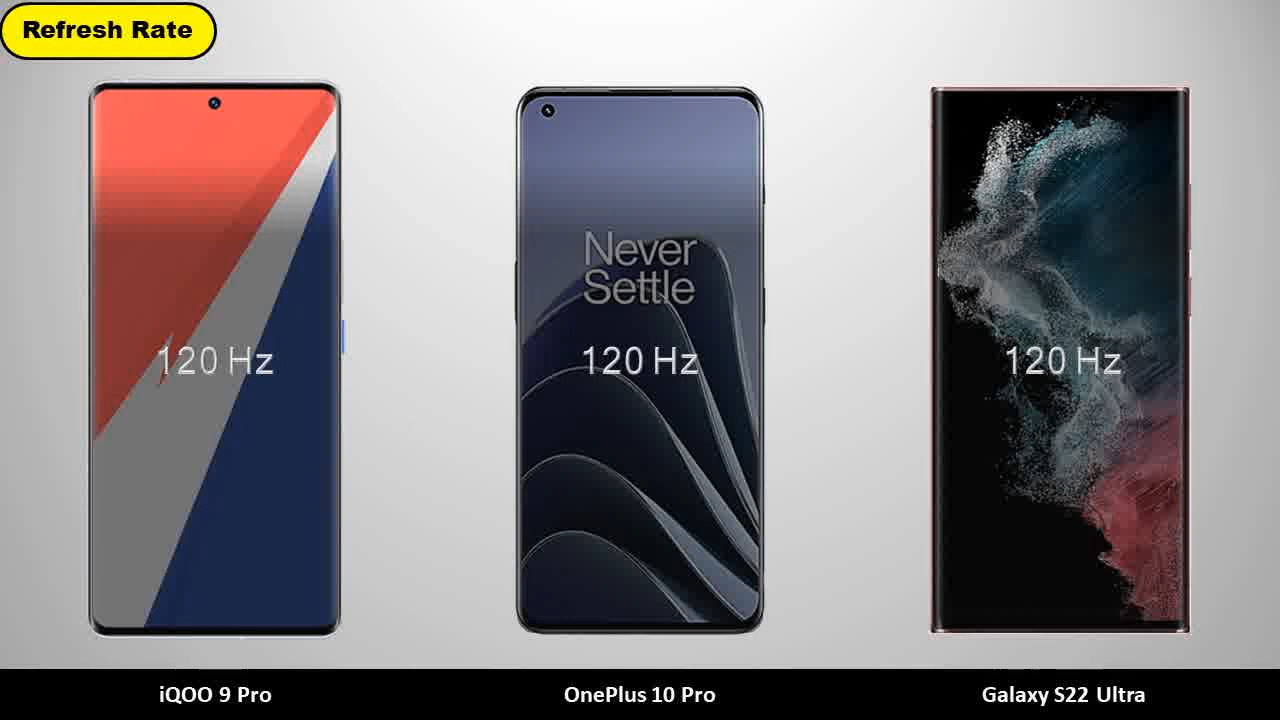 Refresh Rate
Never
Settle
120 Hz
120 Hz
120 Hz
iQOO 9 Pro
OnePlus 10 Pro
Galaxy S22 Ultra